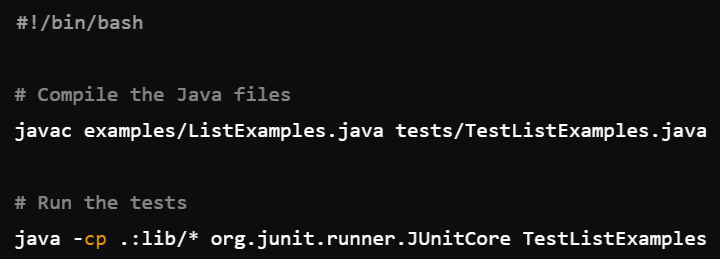 #!/bin/bash
# Compile the Java files
javac examples/ListExamples.java tests/TestListExamples.java
# Run the tests
java -cp .:lib/* org.junit.runner.JUnitCore TestListExamples